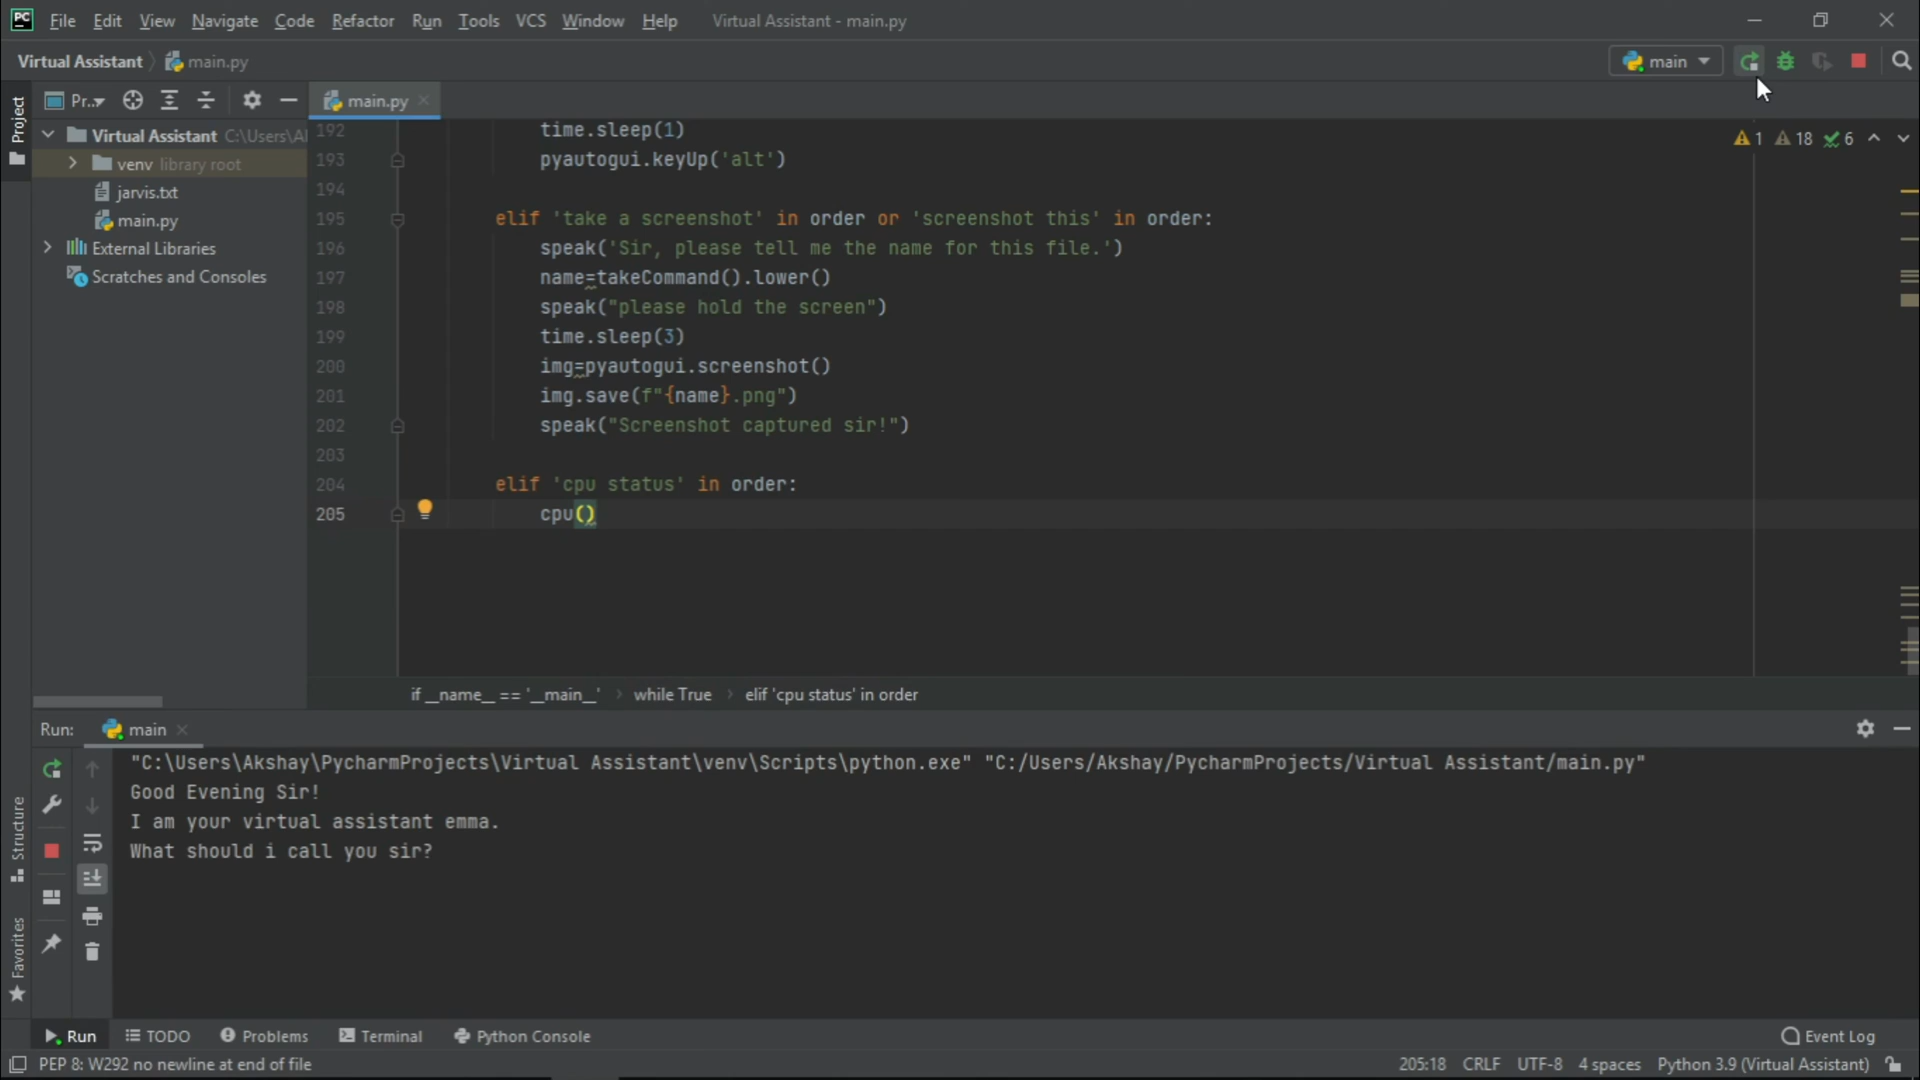 PC File Edit View Navigate Code Refactor Run Tools VCS Window Help Virtual Assistant - main.py
Virtual Assistant main.py main
Project Pr... main.py
Virtual Assistant C:\Users\Al
venv library root
jarvis.txt
main.py
External Libraries
Scratches and Consoles
1 18 6
192 time.sleep(1)
193 pyautogui.keyUp('alt')
194
195 elif 'take a screenshot' in order or 'screenshot this' in order:
196 speak('Sir, please tell me the name for this file.')
197 name=takeCommand().lower()
198 speak("please hold the screen")
199 time.sleep(3)
200 img=pyautogui.screenshot()
201 img.save(f"{name}.png")
202 speak("Screenshot captured sir!")
203
204 elif 'cpu status' in order:
205 cpu()
if __name__ == '__main__' while True elif 'cpu status' in order
Run: main
"C:\Users\Akshay\PycharmProjects\Virtual Assistant\venv\Scripts\python.exe" "C:/Users/Akshay/PycharmProjects/Virtual Assistant/main.py"
Good Evening Sir!
I am your virtual assistant emma.
What should i call you sir?
Structure
Favorites
Run TODO Problems Terminal Python Console Event Log
PEP 8: W292 no newline at end of file 205:18 CRLF UTF-8 4 spaces Python 3.9 (Virtual Assistant)